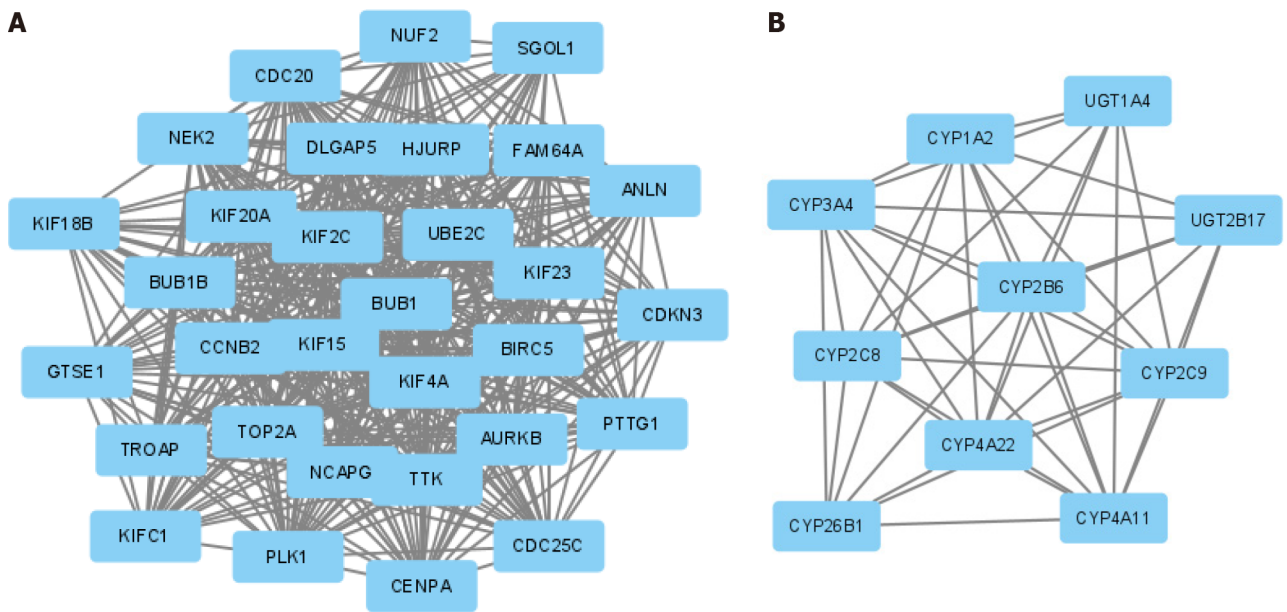 A
NUF2
SGOL1
CDC20
NEK2
DLGAP5
HJURP
FAM64A
ANLN
KIF18B
KIF20A
KIF2C
UBE2C
KIF23
BUB1B
BUB1
CDKN3
CCNB2
KIF15
BIRC5
GTSE1
KIF4A
TROAP
TOP2A
AURKB
PTTG1
NCAPG
TTK
KIFC1
PLK1
CDC25C
CENPA
B
UGT1A4
CYP1A2
CYP3A4
UGT2B17
CYP2B6
CYP2C8
CYP2C9
CYP4A22
CYP26B1
CYP4A11